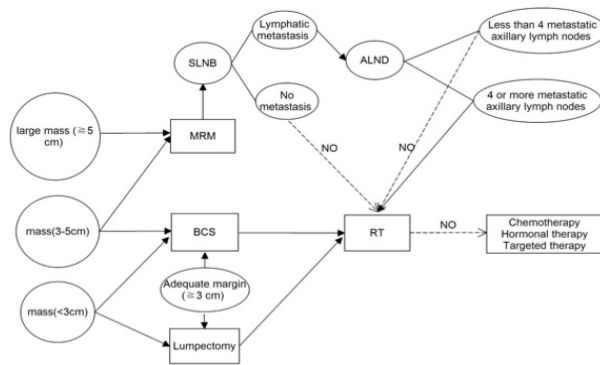 Lymphatic
metastasis
Less than 4 metastatic
axillary lymph nodes
SLNB
ALND
No
metastasis
4 or more metastatic
axillary lymph nodes
large mass (≧5
cm)
MRM
NO
NO
mass(3-5cm)
BCS
RT
NO
Chemotherapy
Hormonal therapy
Targeted therapy
Adequate margin
(≧3 cm)
mass(<3cm)
Lumpectomy